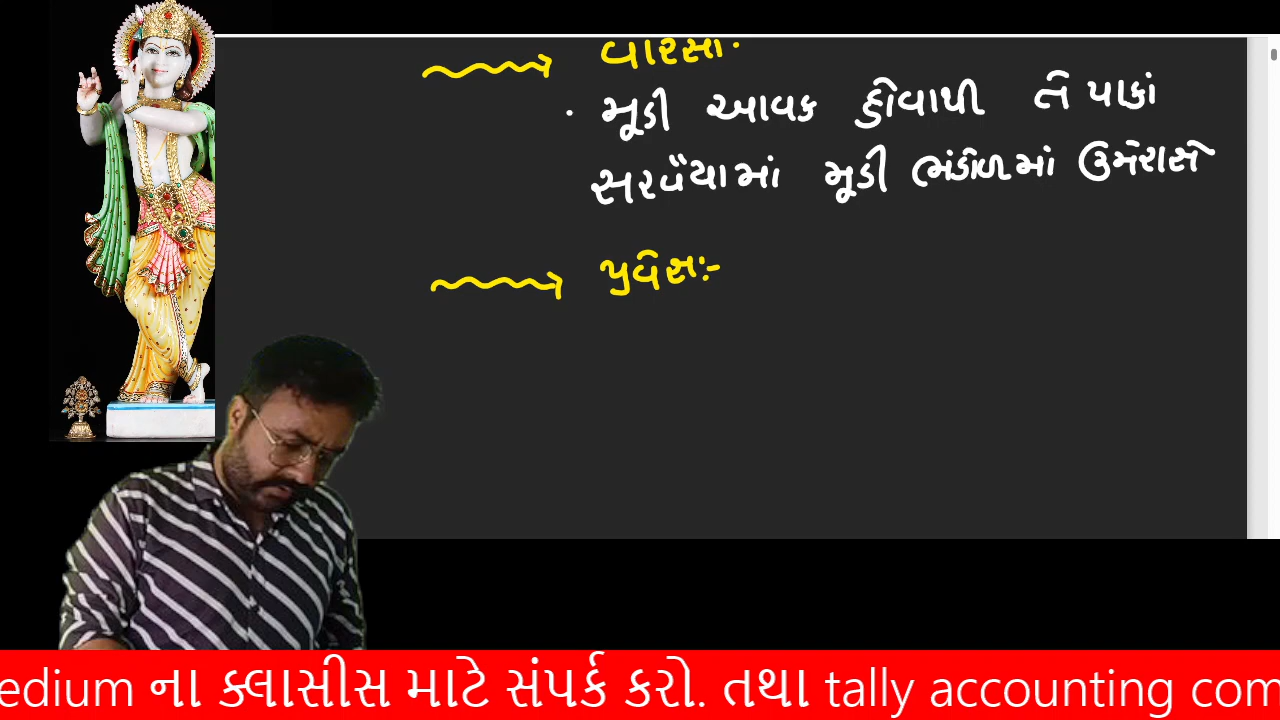 વારસા:
· મૂડી આવક હોવાથી તે પાકાં
સરવૈયામાં મૂડી ભંડોળમાં ઉમેરાસે
પ્રવેસ:-
edium ના ક્લાસીસ માટે સંપર્ક કરો. તથા tally accounting com